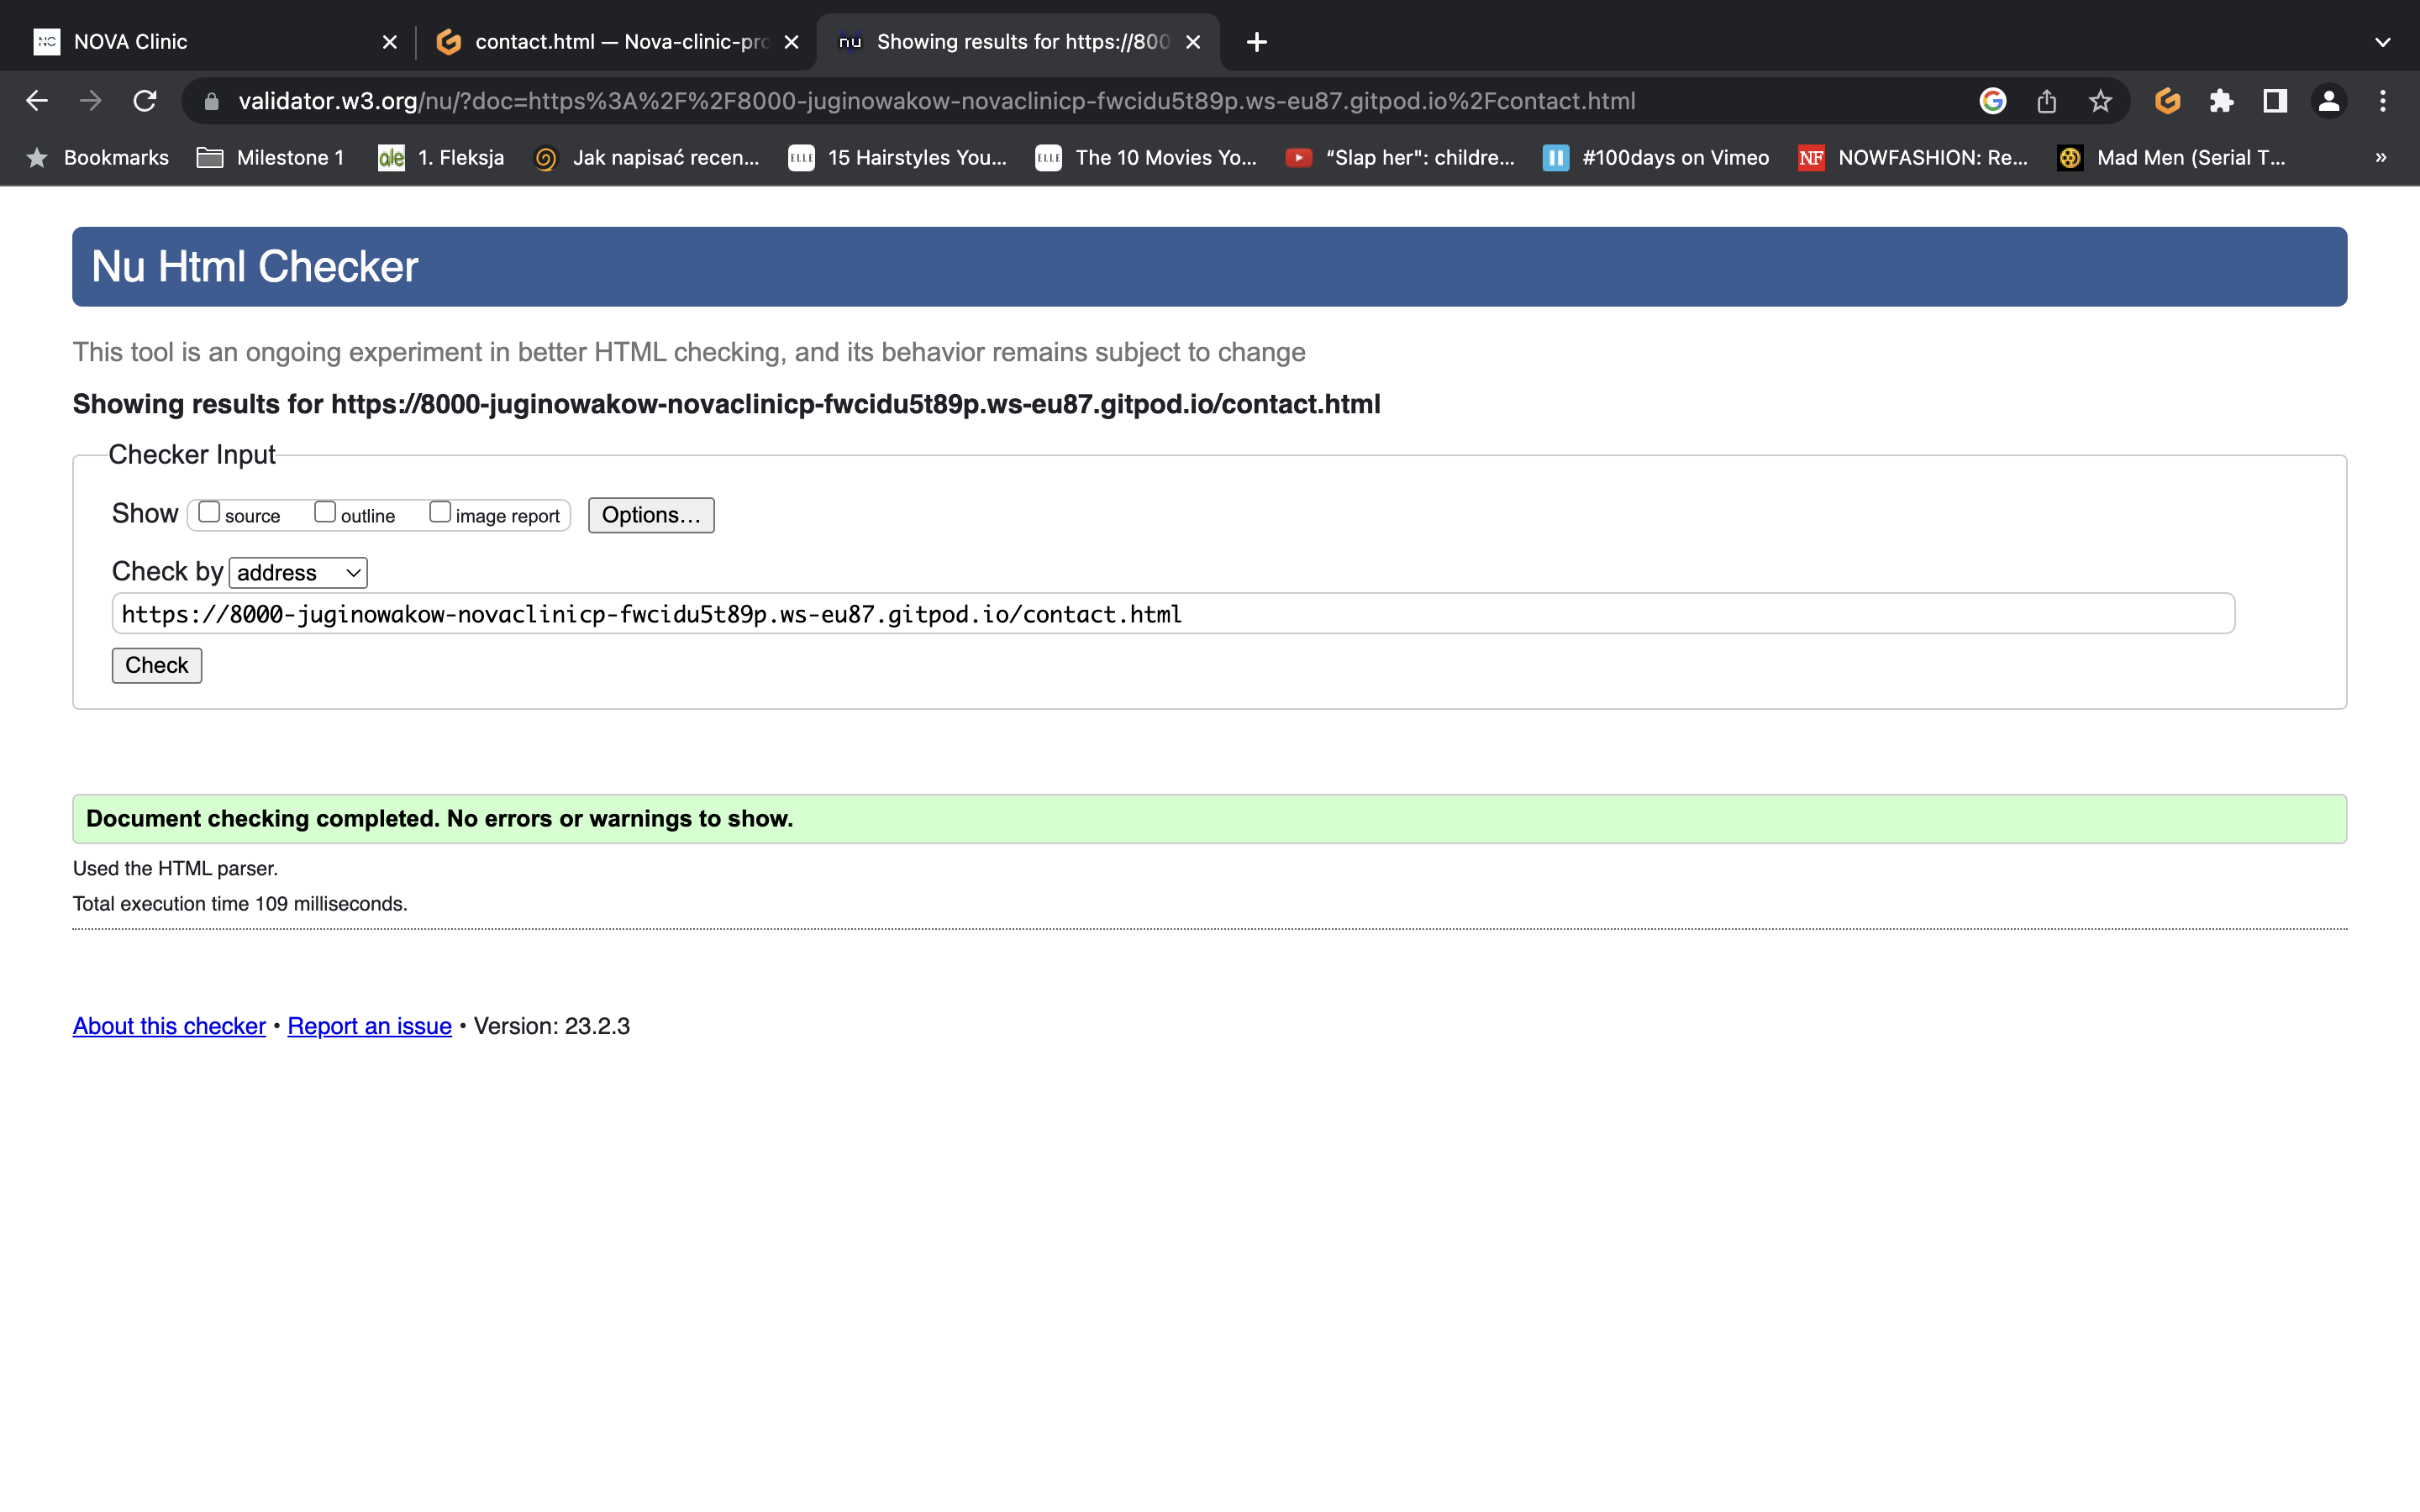 NC NOVA Clinic
contact.html — Nova-clinic-pro
nu Showing results for https://800
validator.w3.org/nu/?doc=https%3A%2F%2F8000-juginowakow-novaclinicp-fwcidu5t89p.ws-eu87.gitpod.io%2Fcontact.html
Bookmarks Milestone 1 ale 1. Fleksja Jak napisać recen... ELLE 15 Hairstyles You... ELLE The 10 Movies Yo... “Slap her": childre... #100days on Vimeo NF NOWFASHION: Re... Mad Men (Serial T... »
Nu Html Checker
This tool is an ongoing experiment in better HTML checking, and its behavior remains subject to change
Showing results for https://8000-juginowakow-novaclinicp-fwcidu5t89p.ws-eu87.gitpod.io/contact.html
Checker Input
Show source outline image report Options...
Check by address
https://8000-juginowakow-novaclinicp-fwcidu5t89p.ws-eu87.gitpod.io/contact.html
Check
Document checking completed. No errors or warnings to show.
Used the HTML parser.
Total execution time 109 milliseconds.
About this checker • Report an issue • Version: 23.2.3